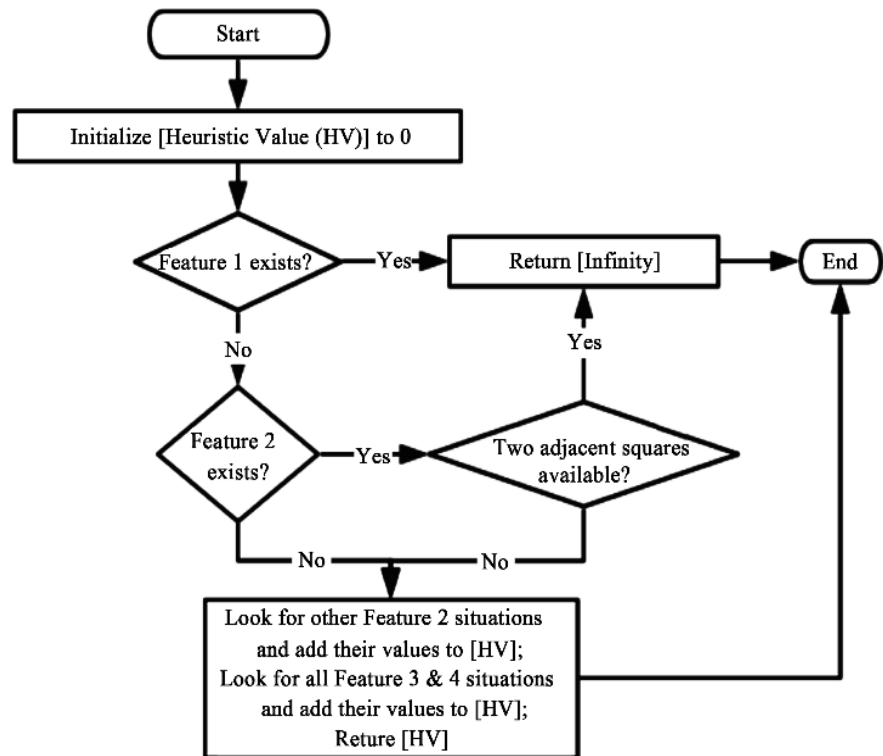 Start
Initialize [Heuristic Value (HV)] to 0
Feature 1 exists?
Yes
Return [Infinity]
End
No
Yes
Feature 2
exists?
Yes
Two adjacent squares
available?
No
No
Look for other Feature 2 situations
and add their values to [HV];
Look for all Feature 3 & 4 situations
and add their values to [HV];
Reture [HV]